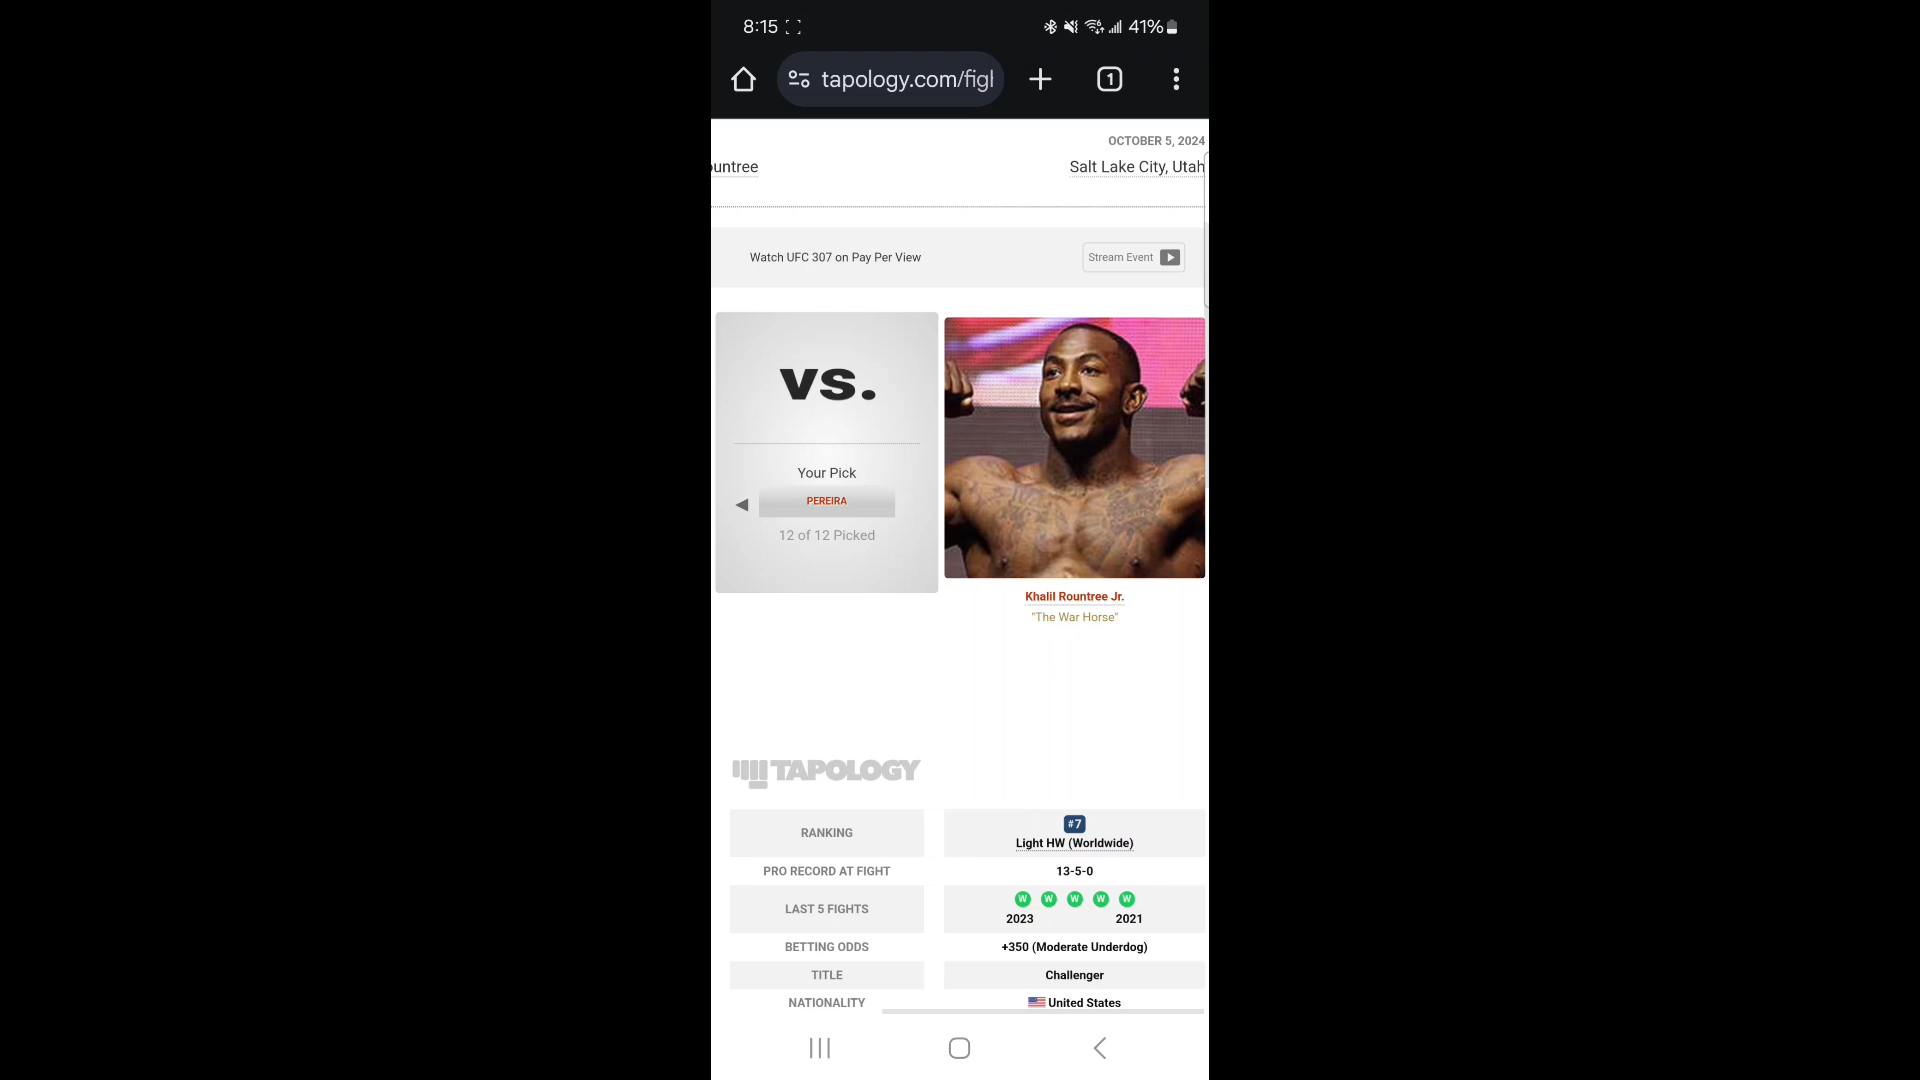 8:15
41%
tapology.com/figl
1
OCTOBER 5, 2024
ountree
Salt Lake City, Utah
Watch UFC 307 on Pay Per View
Stream Event
vs.
Your Pick
PEREIRA
12 of 12 Picked
Khalil Rountree Jr.
"The War Horse"
TAPOLOGY
RANKING
#7
Light HW (Worldwide)
PRO RECORD AT FIGHT
13-5-0
LAST 5 FIGHTS
W W W W W
2023 2021
BETTING ODDS
+350 (Moderate Underdog)
TITLE
Challenger
NATIONALITY
United States